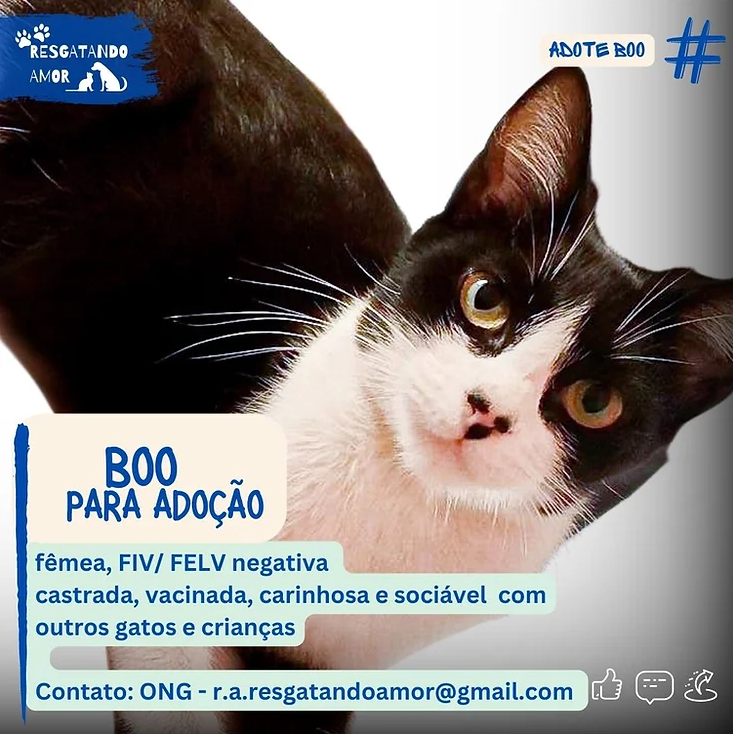 RESGATANDO
AMOR
ADOTE BOO
#
BOO
PARA ADOÇÃO
fêmea, FIV/ FELV negativa
castrada, vacinada, carinhosa e sociável com
outros gatos e crianças
Contato: ONG - r.a.resgatandoamor@gmail.com